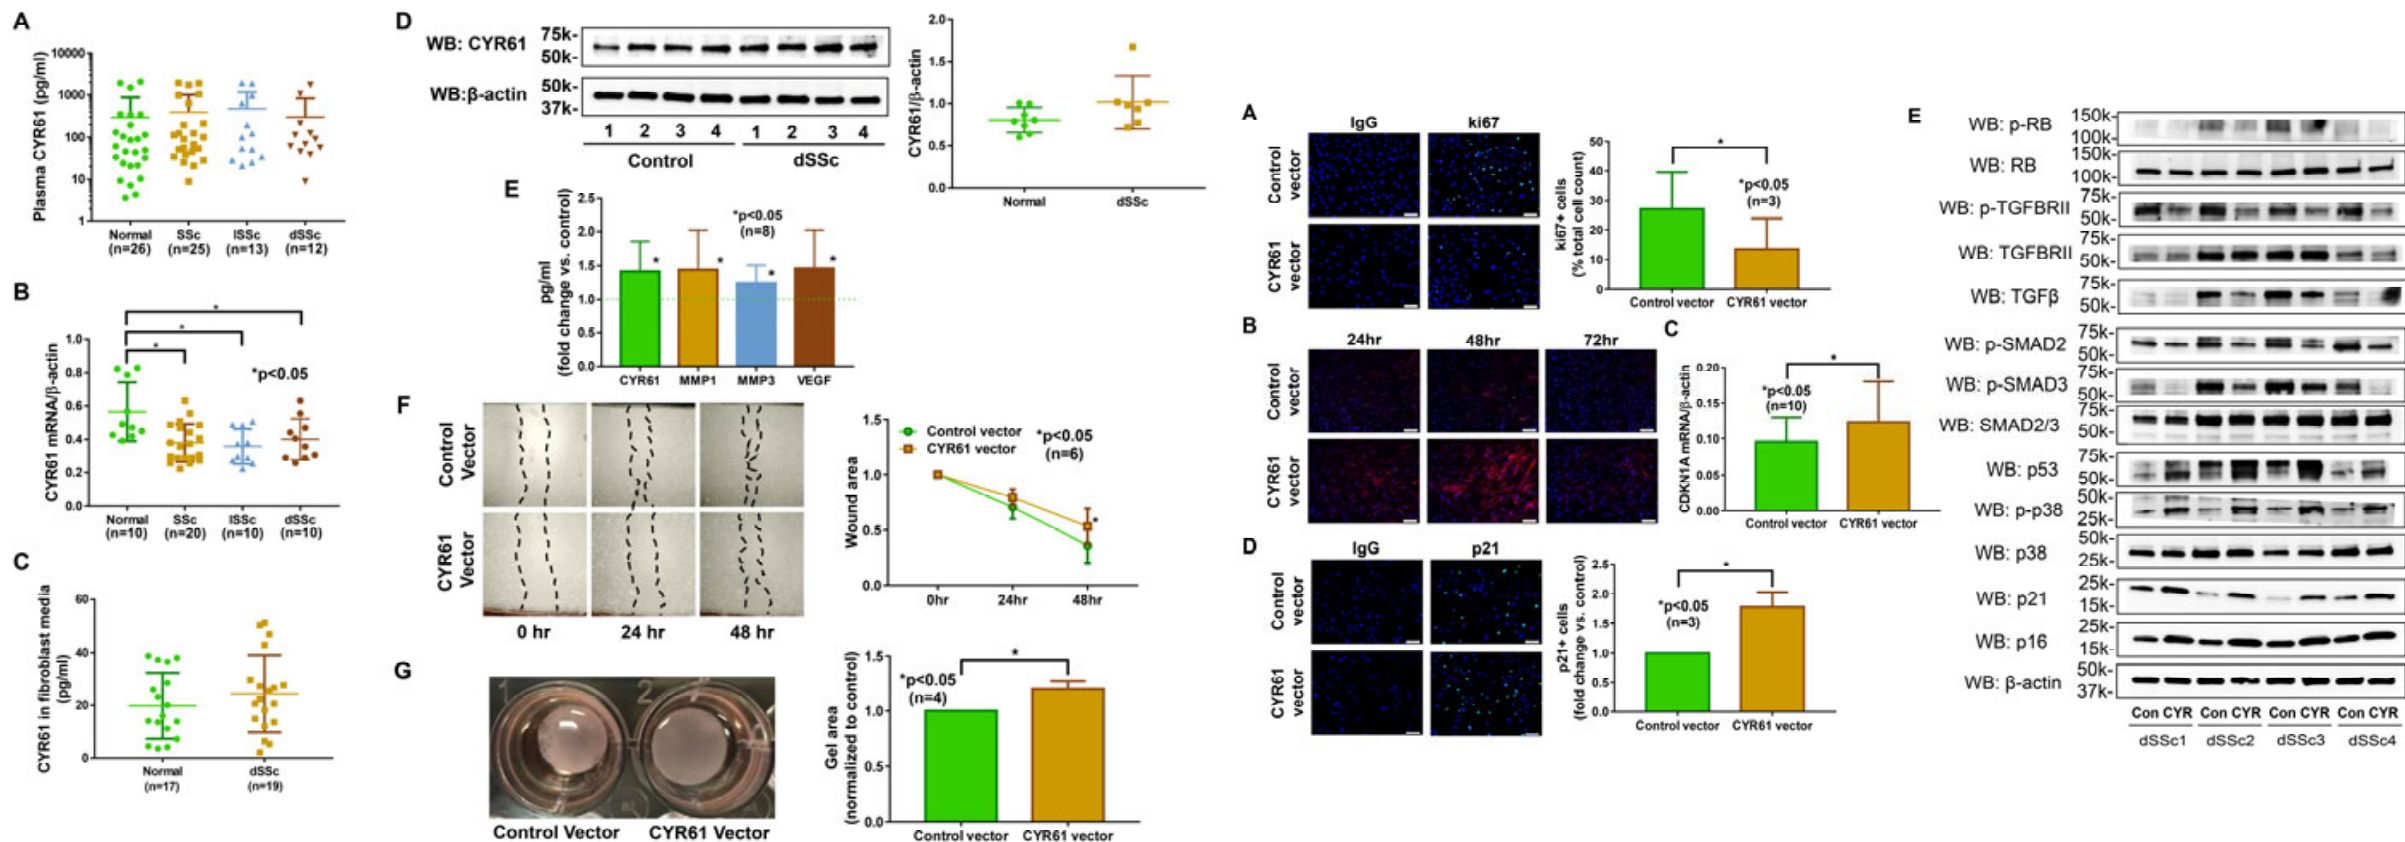 A
Plasma CYR61 (pg/ml)
10000
1000
100
10
1
Normal
(n=26)
SSc
(n=25)
lSSc
(n=13)
dSSc
(n=12)
B
CYR61 mRNA/β-actin
1.0
0.8
0.6
0.4
0.2
0.0
*
*
*
*p<0.05
Normal
(n=10)
SSc
(n=20)
lSSc
(n=10)
dSSc
(n=10)
C
CYR61 in fibroblast media
(pg/ml)
60
40
20
0
Normal
(n=17)
dSSc
(n=19)
D
WB: CYR61
75k-
50k-
WB:β-actin
50k-
37k-
1 2 3 4 1 2 3 4
Control dSSc
CYR61/β-actin
2.0
1.5
1.0
0.5
0.0
Normal dSSc
E
pg/ml
(fold change vs. control)
2.5
2.0
1.5
1.0
0.5
0.0
*p<0.05
(n=8)
* * * *
CYR61 MMP1 MMP3 VEGF
F
Control
Vector
CYR61
Vector
0 hr 24 hr 48 hr
Wound area
1.5
1.0
0.5
0.0
Control vector
CYR61 vector
*p<0.05
(n=6)
*
0hr 24hr 48hr
G
1 2
Control Vector CYR61 Vector
Gel area
(normalized to control)
1.5
1.0
0.5
0.0
*p<0.05
(n=4)
*
Control vector CYR61 vector
A
IgG ki67
Control
vector
CYR61
vector
ki67+ cells
(% total cell count)
50
40
30
20
10
0
*
*p<0.05
(n=3)
Control vector CYR61 vector
B
24hr 48hr 72hr
Control
vector
CYR61
vector
C
CDKN1A mRNA/β-actin
0.20
0.15
0.10
0.05
0.00
*
*p<0.05
(n=10)
Control vector CYR61 vector
D
IgG p21
Control
vector
CYR61
vector
p21+ cells
(fold change vs. control)
2.5
2.0
1.5
1.0
0.5
0.0
*
*p<0.05
(n=3)
Control vector CYR61 vector
E
WB: p-RB
150k-
100k-
WB: RB
150k-
100k-
WB: p-TGFBRII
75k-
50k-
WB: TGFBRII
75k-
50k-
WB: TGFβ
75k-
50k-
WB: p-SMAD2
75k-
50k-
WB: p-SMAD3
75k-
50k-
WB: SMAD2/3
75k-
50k-
WB: p53
75k-
50k-
WB: p-p38
50k-
25k-
WB: p38
50k-
25k-
WB: p21
25k-
15k-
WB: p16
25k-
15k-
WB: β-actin
50k-
37k-
Con CYR Con CYR Con CYR Con CYR
dSSc1 dSSc2 dSSc3 dSSc4